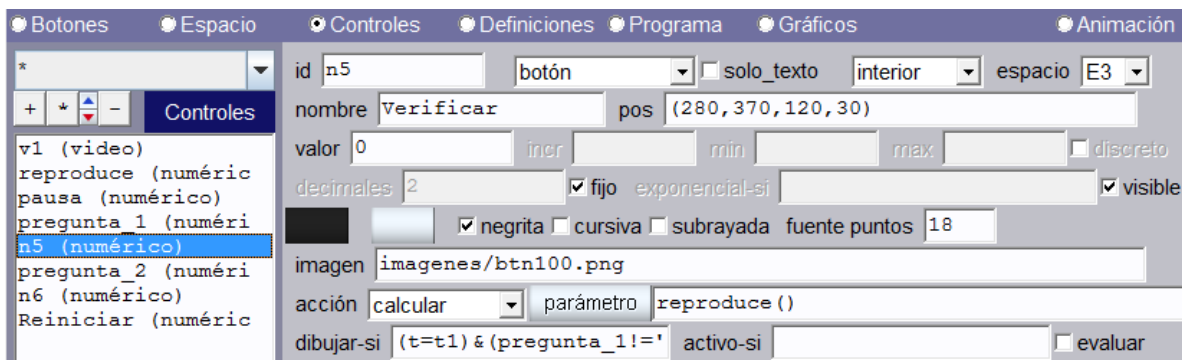 Botones Espacio Controles Definiciones Programa Gráficos Animación
*
+ * - Controles
v1 (video)
reproduce (numéric
pausa (numérico)
pregunta_1 (numéri
n5 (numérico)
pregunta_2 (numéri
n6 (numérico)
Reiniciar (numéric
id n5 botón solo_texto interior espacio E3
nombre Verificar pos (280,370,120,30)
valor 0 incr min max discreto
decimales 2 fijo exponencial-si visible
negrita cursiva subrayada fuente puntos 18
imagen imagenes/btn100.png
acción calcular parámetro reproduce()
dibujar-si (t=t1)&(pregunta_1!=' activo-si evaluar